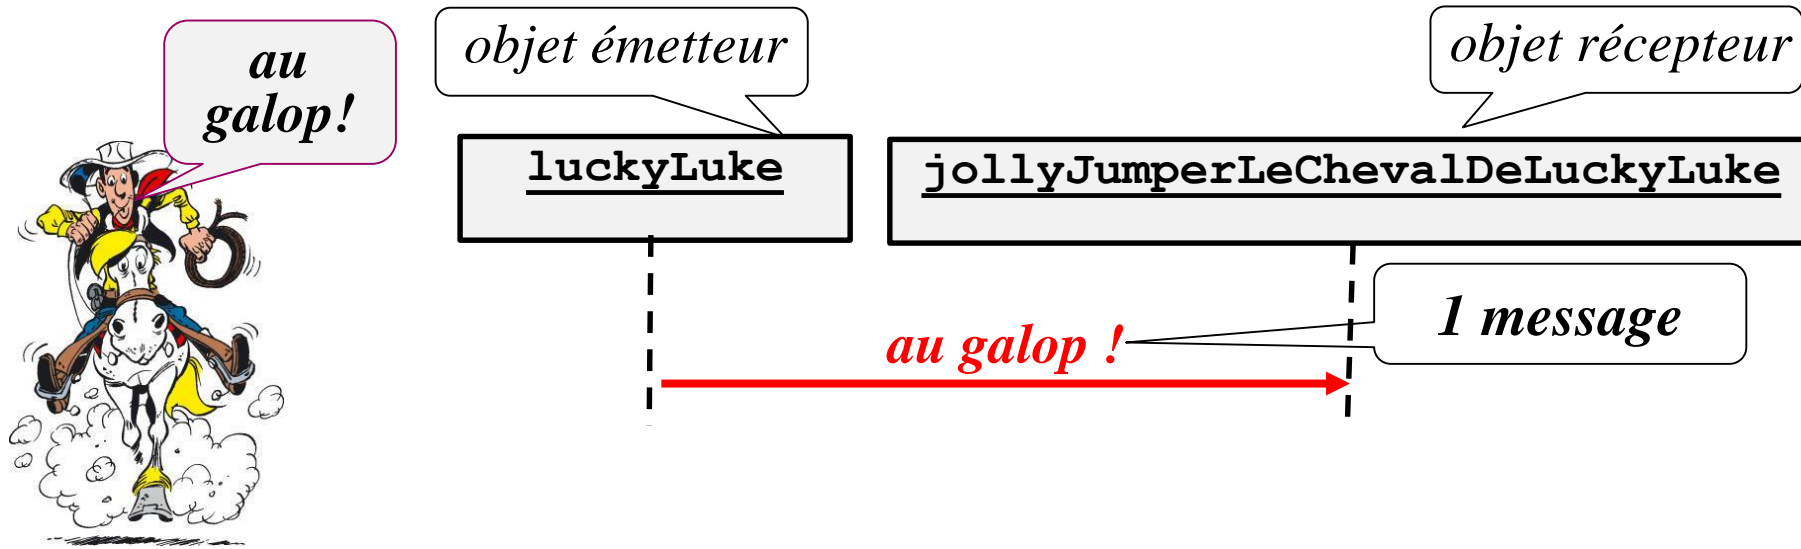 au
galop!
objet émetteur
objet récepteur
luckyLuke
jollyJumperLeChevalDeLuckyLuke
au galop !
1 message